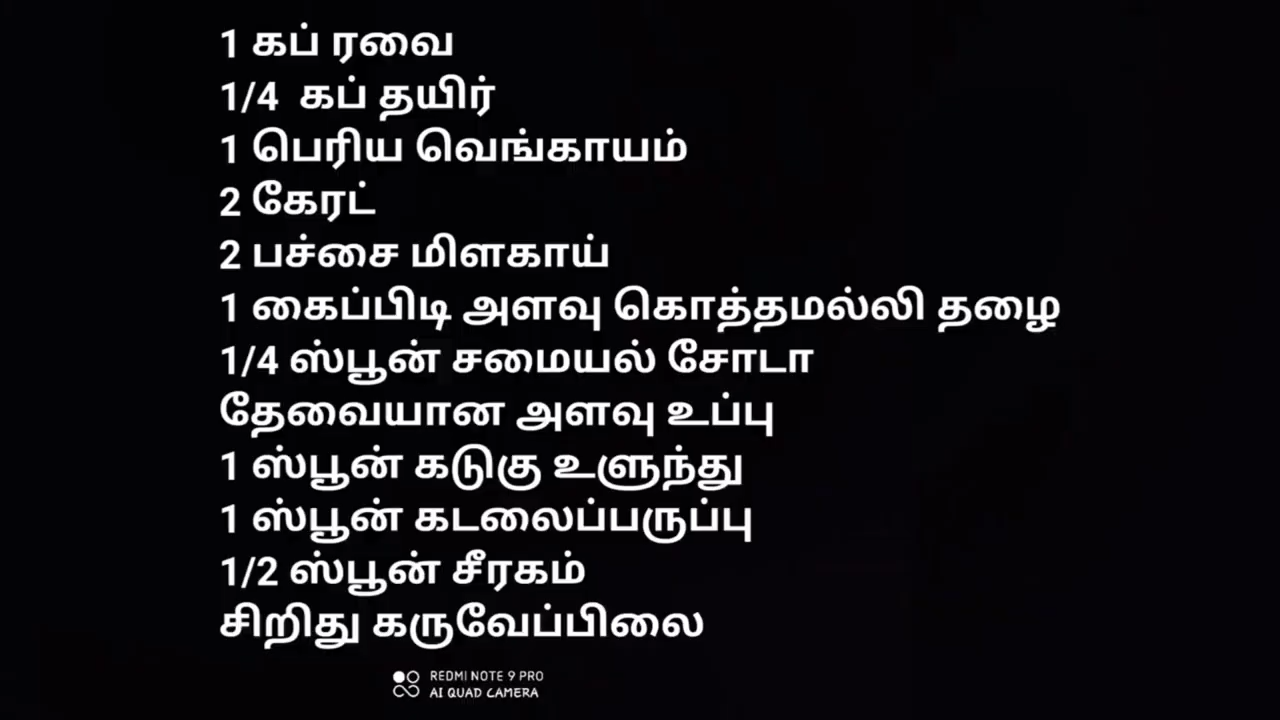 1 கப் ரவை
1/4 கப் தயிர்
1 பெரிய வெங்காயம்
2 கேரட்
2 பச்சை மிளகாய்
1 கைப்பிடி அளவு கொத்தமல்லி தழை
1/4 ஸ்பூன் சமையல் சோடா
தேவையான அளவு உப்பு
1 ஸ்பூன் கடுகு உளுந்து
1 ஸ்பூன் கடலைப்பருப்பு
1/2 ஸ்பூன் சீரகம்
சிறிது கருவேப்பிலை
REDMI NOTE 9 PRO
AI QUAD CAMERA